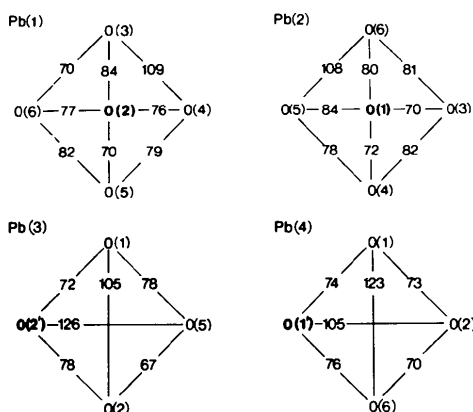 Pb(1) Pb(2)
O(3) O(6)
70 84 109 108 80 81
O(6) 77 O(2) 76 O(4) O(5) 84 O(1) 70 O(3)
82 70 79 78 72 82
O(5) O(4)
Pb(3) Pb(4)
O(1) O(1)
72 105 78 74 123 73
O(2') 126 O(5) O(1') 105 O(2)
78 67 76 70
O(2) O(6)